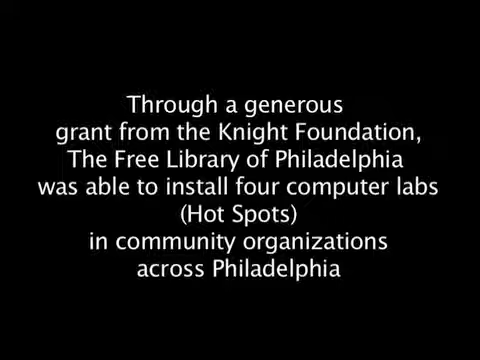 Through a generous
grant from the Knight Foundation,
The Free Library of Philadelphia
was able to install four computer labs
(Hot Spots)
in community organizations
across Philadelphia